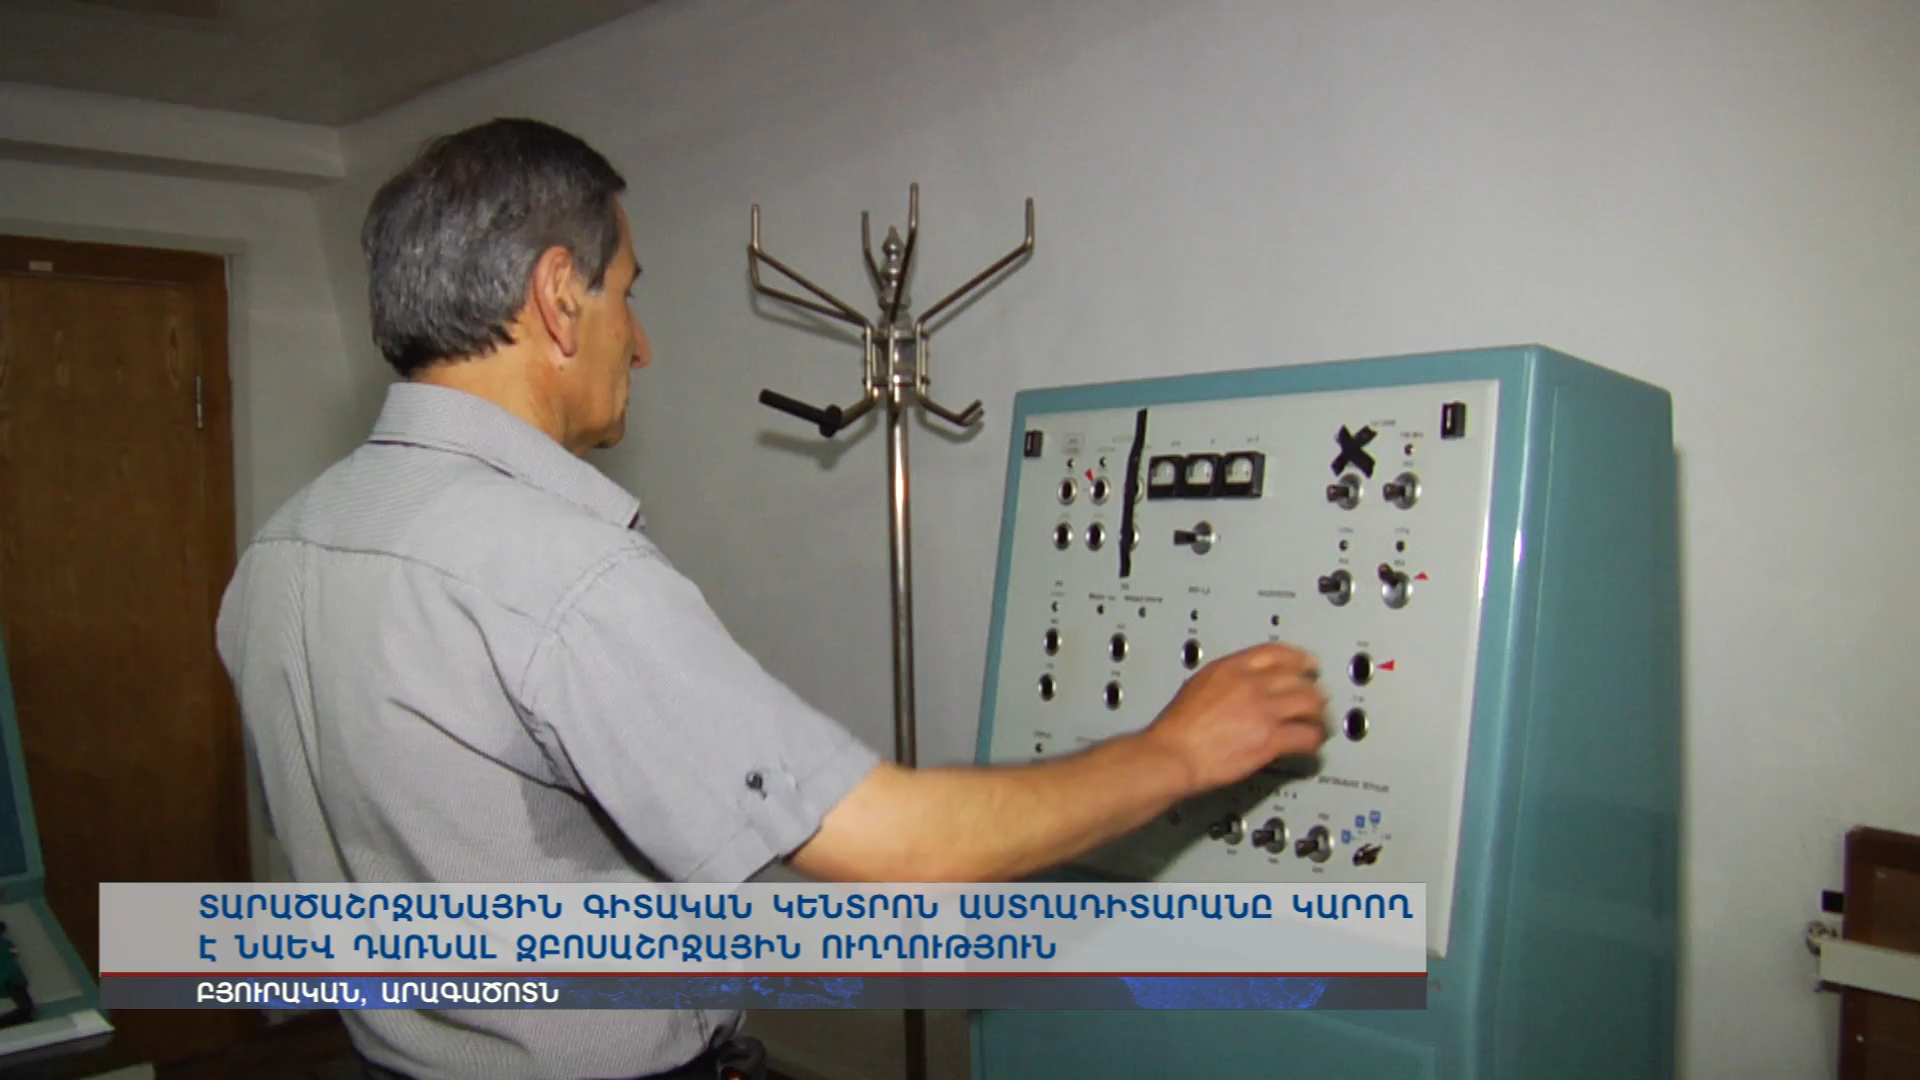 ՏԱՐԱԾԱՇՐՋԱՆԱՅԻՆ ԳԻՏԱԿԱՆ ԿԵՆՏՐՈՆ ԱՍՏՂԱԴԻՏԱՐԱՆԸ ԿԱՐՈՂ
Է ՆԱԵՎ ԴԱՌՆԱԼ ԶԲՈՍԱՇՐՋԱՅԻՆ ՈՒՂՂՈՒԹՅՈՒՆ
ԲՅՈՒՐԱԿԱՆ, ԱՐԱԳԱԾՈՏՆ